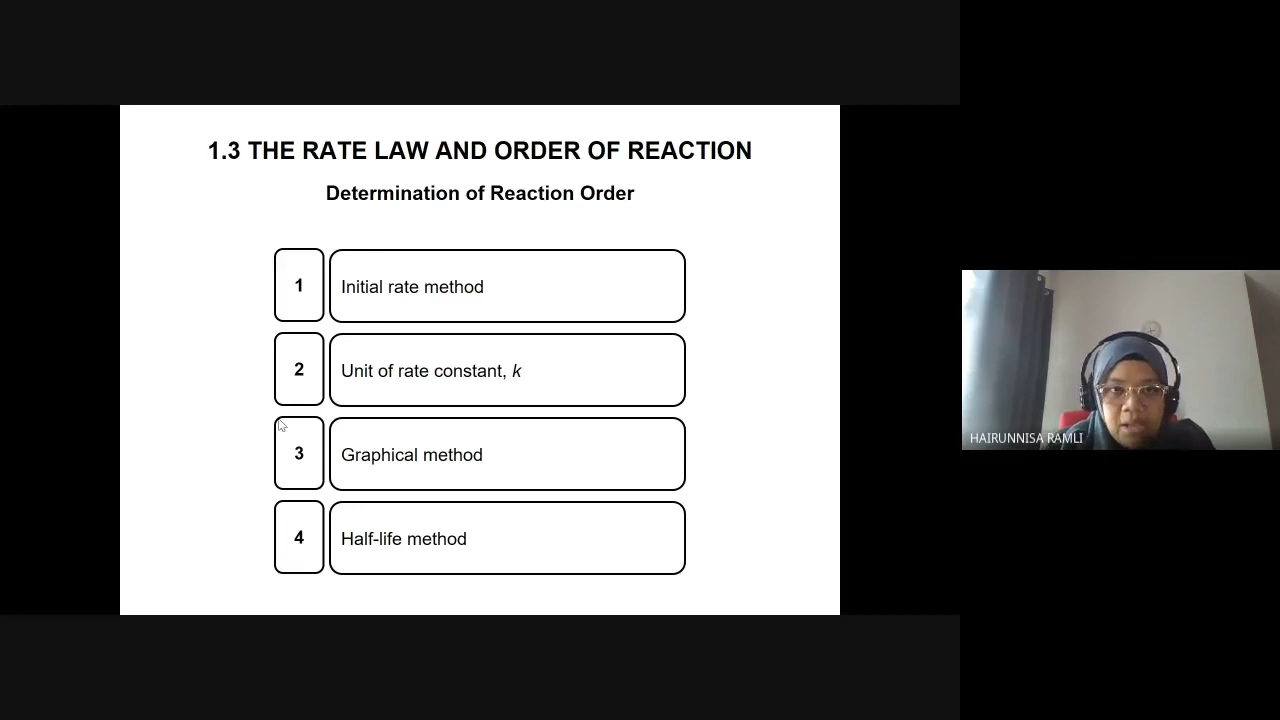 1.3 THE RATE LAW AND ORDER OF REACTION
Determination of Reaction Order
1
Initial rate method
2
Unit of rate constant, k
3
Graphical method
4
Half-life method
HAIRUNNISA RAMLI